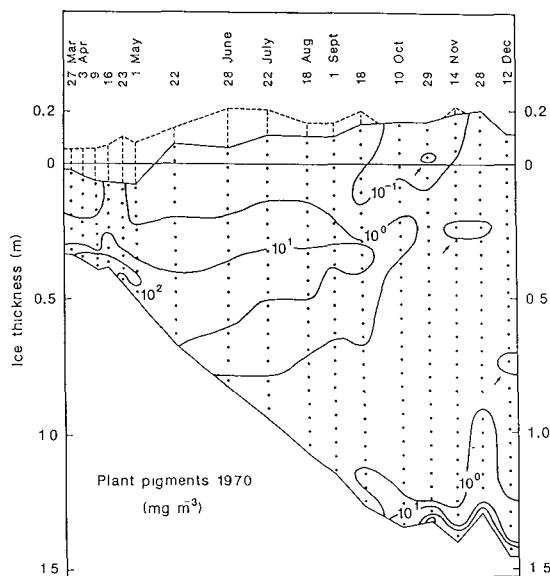 27 Mar
3 Apr
9
16
23
1 May
22
28 June
22 July
18 Aug
1 Sept
18
10 Oct
29
14 Nov
28
12 Dec
0.2
0.2
0
0
10⁻¹
10⁰
10¹
10²
0.5
0 5
Ice thickness (m)
1 0
1.0
10⁰
10¹
Plant pigments 1970
(mg m⁻³)
1 5
1 5